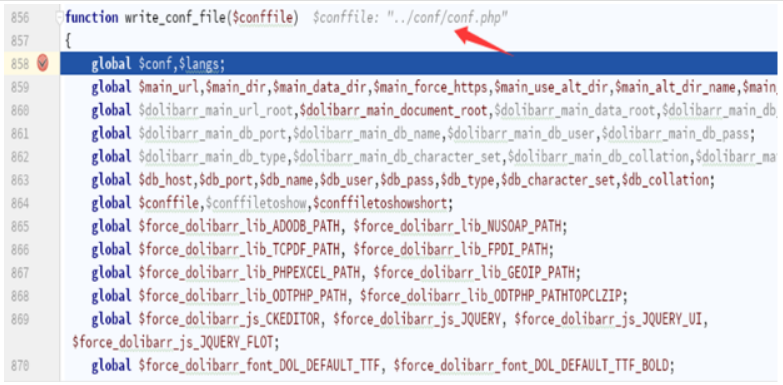 856 function write_conf_file($conffile) $conffile: "../conf/conf.php"
857 {
858 global $conf,$langs;
859 global $main_url,$main_dir,$main_data_dir,$main_force_https,$main_use_alt_dir,$main_alt_dir_name,$main_
860 global $dolibarr_main_url_root,$dolibarr_main_document_root,$dolibarr_main_data_root,$dolibarr_main_db_
861 global $dolibarr_main_db_port,$dolibarr_main_db_name,$dolibarr_main_db_user,$dolibarr_main_db_pass;
862 global $dolibarr_main_db_type,$dolibarr_main_db_character_set,$dolibarr_main_db_collation,$dolibarr_ma
863 global $db_host,$db_port,$db_name,$db_user,$db_pass,$db_type,$db_character_set,$db_collation;
864 global $conffile,$conffiletoshow,$conffiletoshowshort;
865 global $force_dolibarr_lib_ADODB_PATH, $force_dolibarr_lib_NUSOAP_PATH;
866 global $force_dolibarr_lib_TCPDF_PATH, $force_dolibarr_lib_FPDI_PATH;
867 global $force_dolibarr_lib_PHPEXCEL_PATH, $force_dolibarr_lib_GEOIP_PATH;
868 global $force_dolibarr_lib_ODTPHP_PATH, $force_dolibarr_lib_ODTPHP_PATHTOPCLZIP;
869 global $force_dolibarr_js_CKEDITOR, $force_dolibarr_js_JQUERY, $force_dolibarr_js_JQUERY_UI,
$force_dolibarr_js_JQUERY_FLOT;
870 global $force_dolibarr_font_DOL_DEFAULT_TTF, $force_dolibarr_font_DOL_DEFAULT_TTF_BOLD;